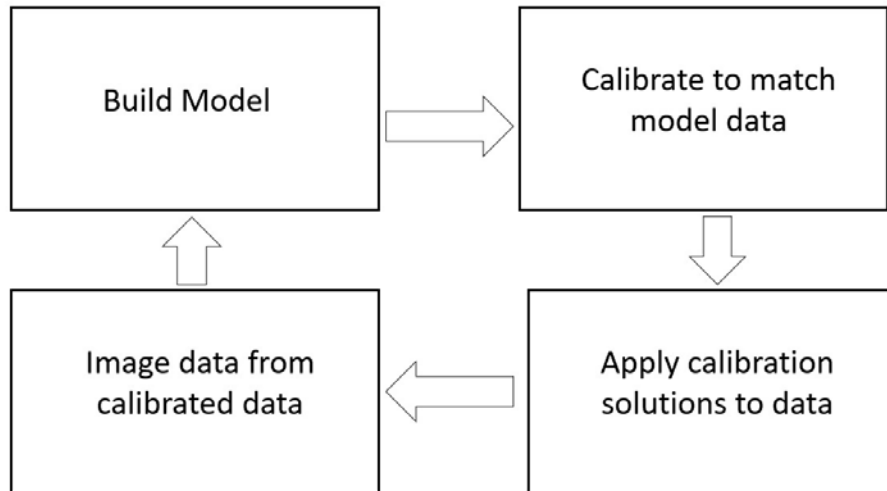 Build Model
Calibrate to match
model data
Image data from
calibrated data
Apply calibration
solutions to data